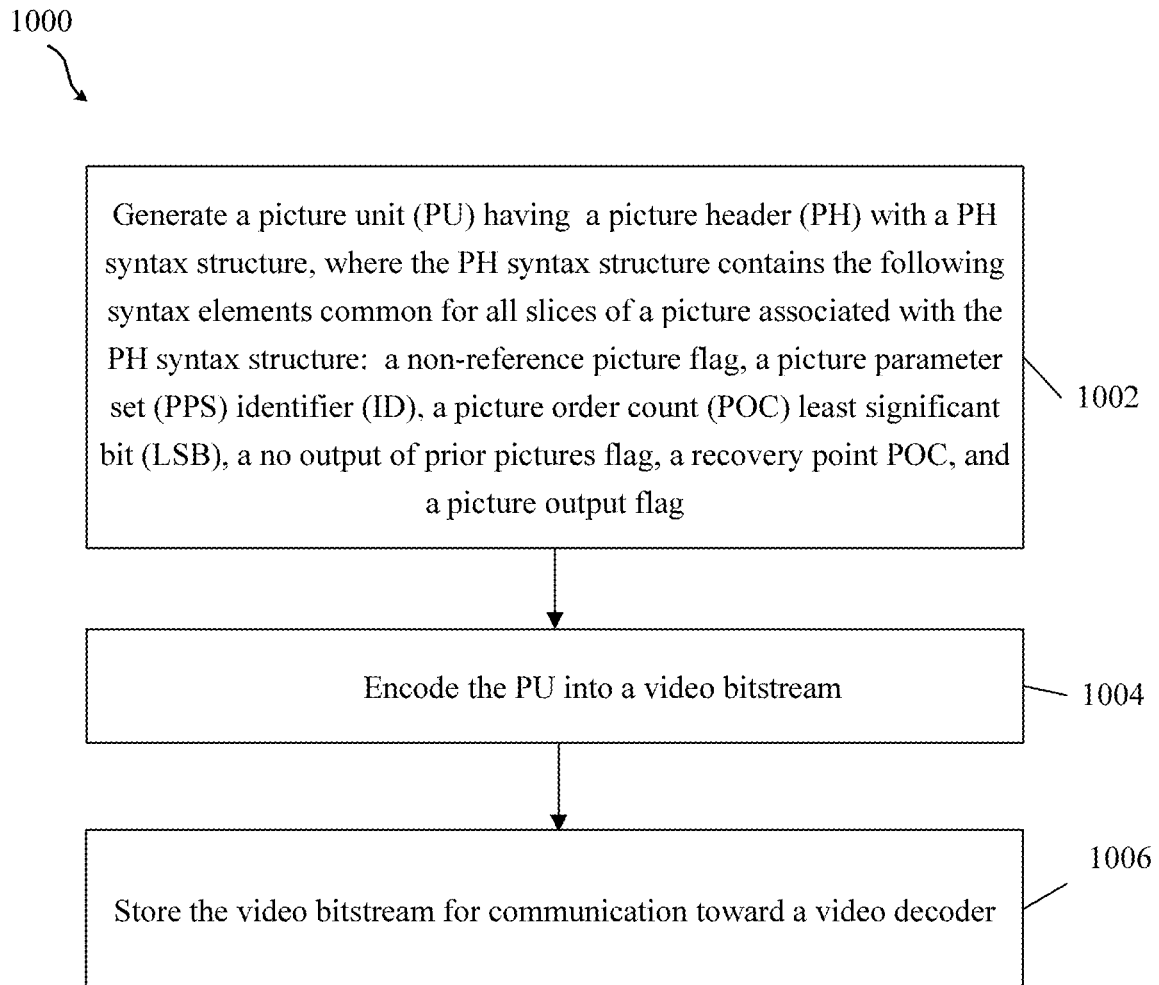 1000
Generate a picture unit (PU) having a picture header (PH) with a PH
syntax structure, where the PH syntax structure contains the following
syntax elements common for all slices of a picture associated with the
PH syntax structure: a non-reference picture flag, a picture parameter
set (PPS) identifier (ID), a picture order count (POC) least significant
bit (LSB), a no output of prior pictures flag, a recovery point POC, and
a picture output flag
1002
Encode the PU into a video bitstream
1004
Store the video bitstream for communication toward a video decoder
1006